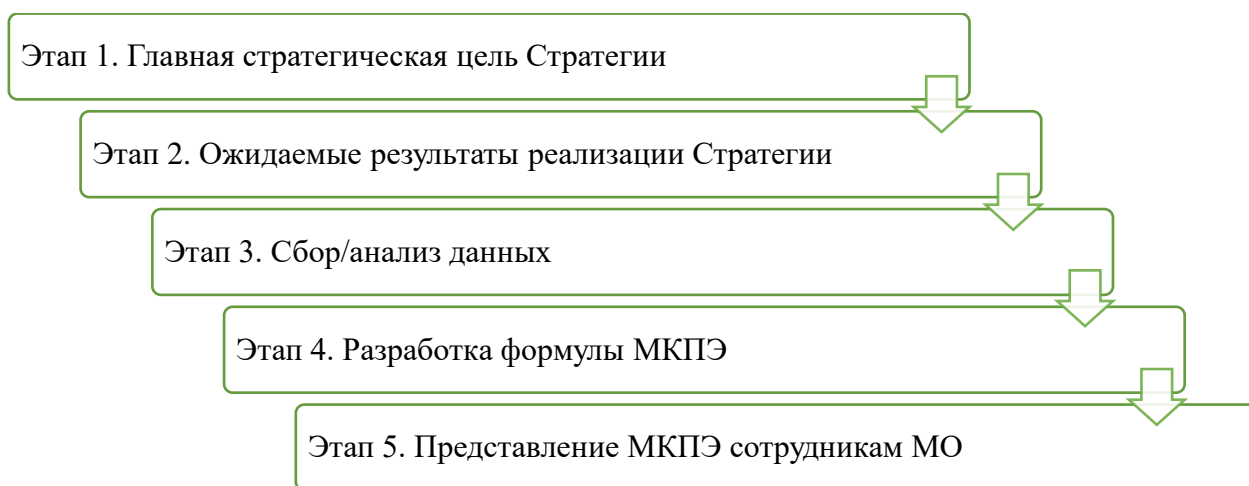 Этап 1. Главная стратегическая цель Стратегии
Этап 2. Ожидаемые результаты реализации Стратегии
Этап 3. Сбор/анализ данных
Этап 4. Разработка формулы МКПЭ
Этап 5. Представление МКПЭ сотрудникам МО